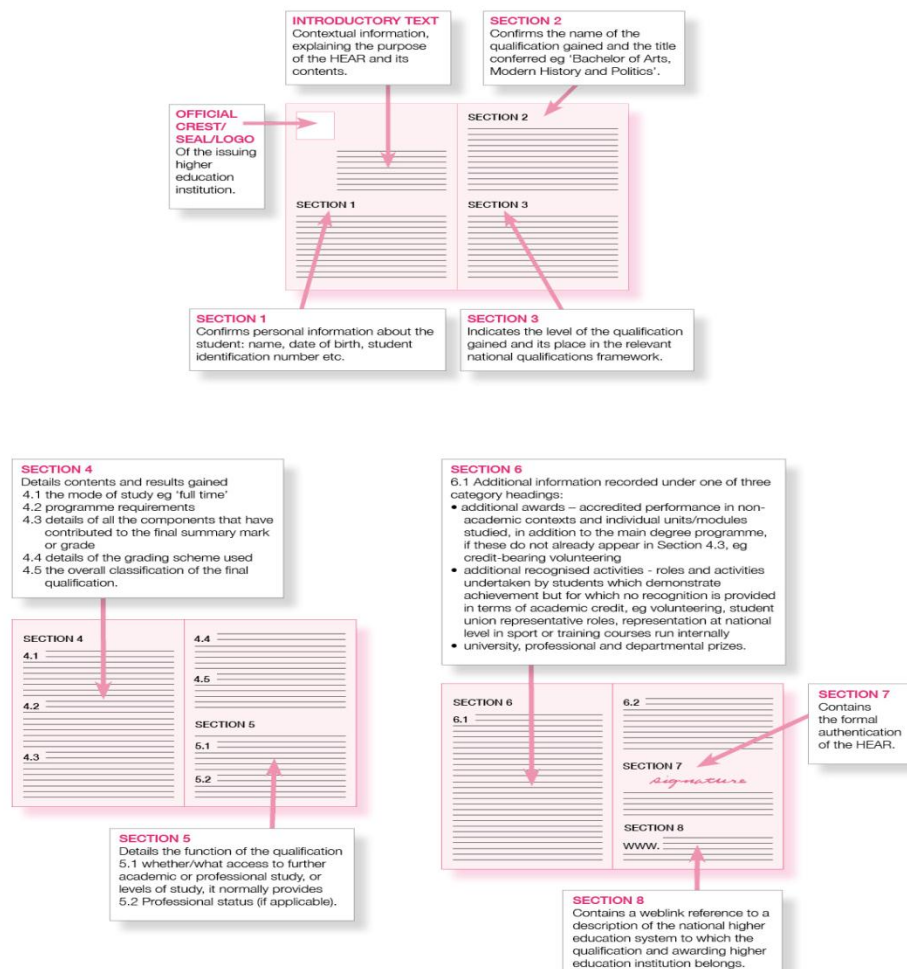 INTRODUCTORY TEXT
Contextual information,
explaining the purpose
of the HEAR and its
contents.
SECTION 2
Confirms the name of the
qualification gained and the title
conferred eg ‘Bachelor of Arts,
Modern History and Politics’.
OFFICIAL
CREST/
SEAL/LOGO
Of the issuing
higher
education
institution.
SECTION 1
SECTION 2
SECTION 3
SECTION 1
Confirms personal information about the
student: name, date of birth, student
identification number etc.
SECTION 3
Indicates the level of the qualification
gained and its place in the relevant
national qualifications framework.
SECTION 4
Details contents and results gained
4.1 the mode of study eg ‘full time’
4.2 programme requirements
4.3 details of all the components that have
contributed to the final summary mark
or grade
4.4 details of the grading scheme used
4.5 the overall classification of the final
qualification.
SECTION 4
4.1
4.2
4.3
4.4
4.5
SECTION 5
5.1
5.2
SECTION 5
Details the function of the qualification
5.1 whether/what access to further
academic or professional study, or
levels of study, it normally provides
5.2 Professional status (if applicable).
SECTION 6
6.1 Additional information recorded under one of three
category headings:
• additional awards – accredited performance in non-
academic contexts and individual units/modules
studied, in addition to the main degree programme,
if these do not already appear in Section 4.3, eg
credit-bearing volunteering
• additional recognised activities - roles and activities
undertaken by students which demonstrate
achievement but for which no recognition is provided
in terms of academic credit, eg volunteering, student
union representative roles, representation at national
level in sport or training courses run internally
• university, professional and departmental prizes.
SECTION 6
6.1
6.2
SECTION 7
signature
SECTION 8
www.
SECTION 7
Contains
the formal
authentication
of the HEAR.
SECTION 8
Contains a weblink reference to a
description of the national higher
education system to which the
qualification and awarding higher
education institution belongs.